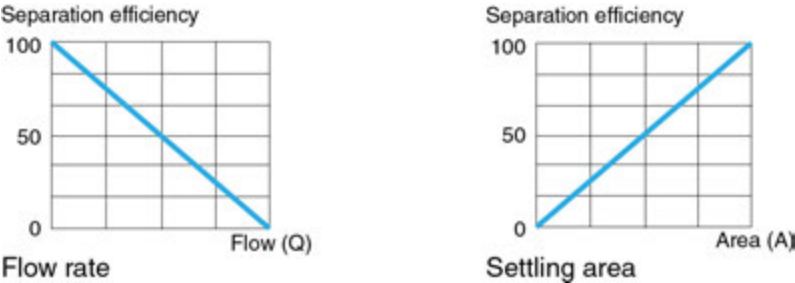 Separation efficiency
100
50
0
Flow (Q)
Flow rate
Separation efficiency
100
50
0
Area (A)
Settling area